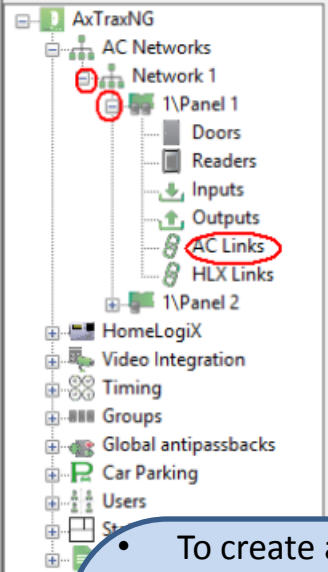 AxTraxNG
AC Networks
Network 1
1\Panel 1
Doors
Readers
Inputs
Outputs
AC Links
HLX Links
1\Panel 2
HomeLogiX
Video Integration
Timing
Groups
Global antipassbacks
Car Parking
Users
• To create a